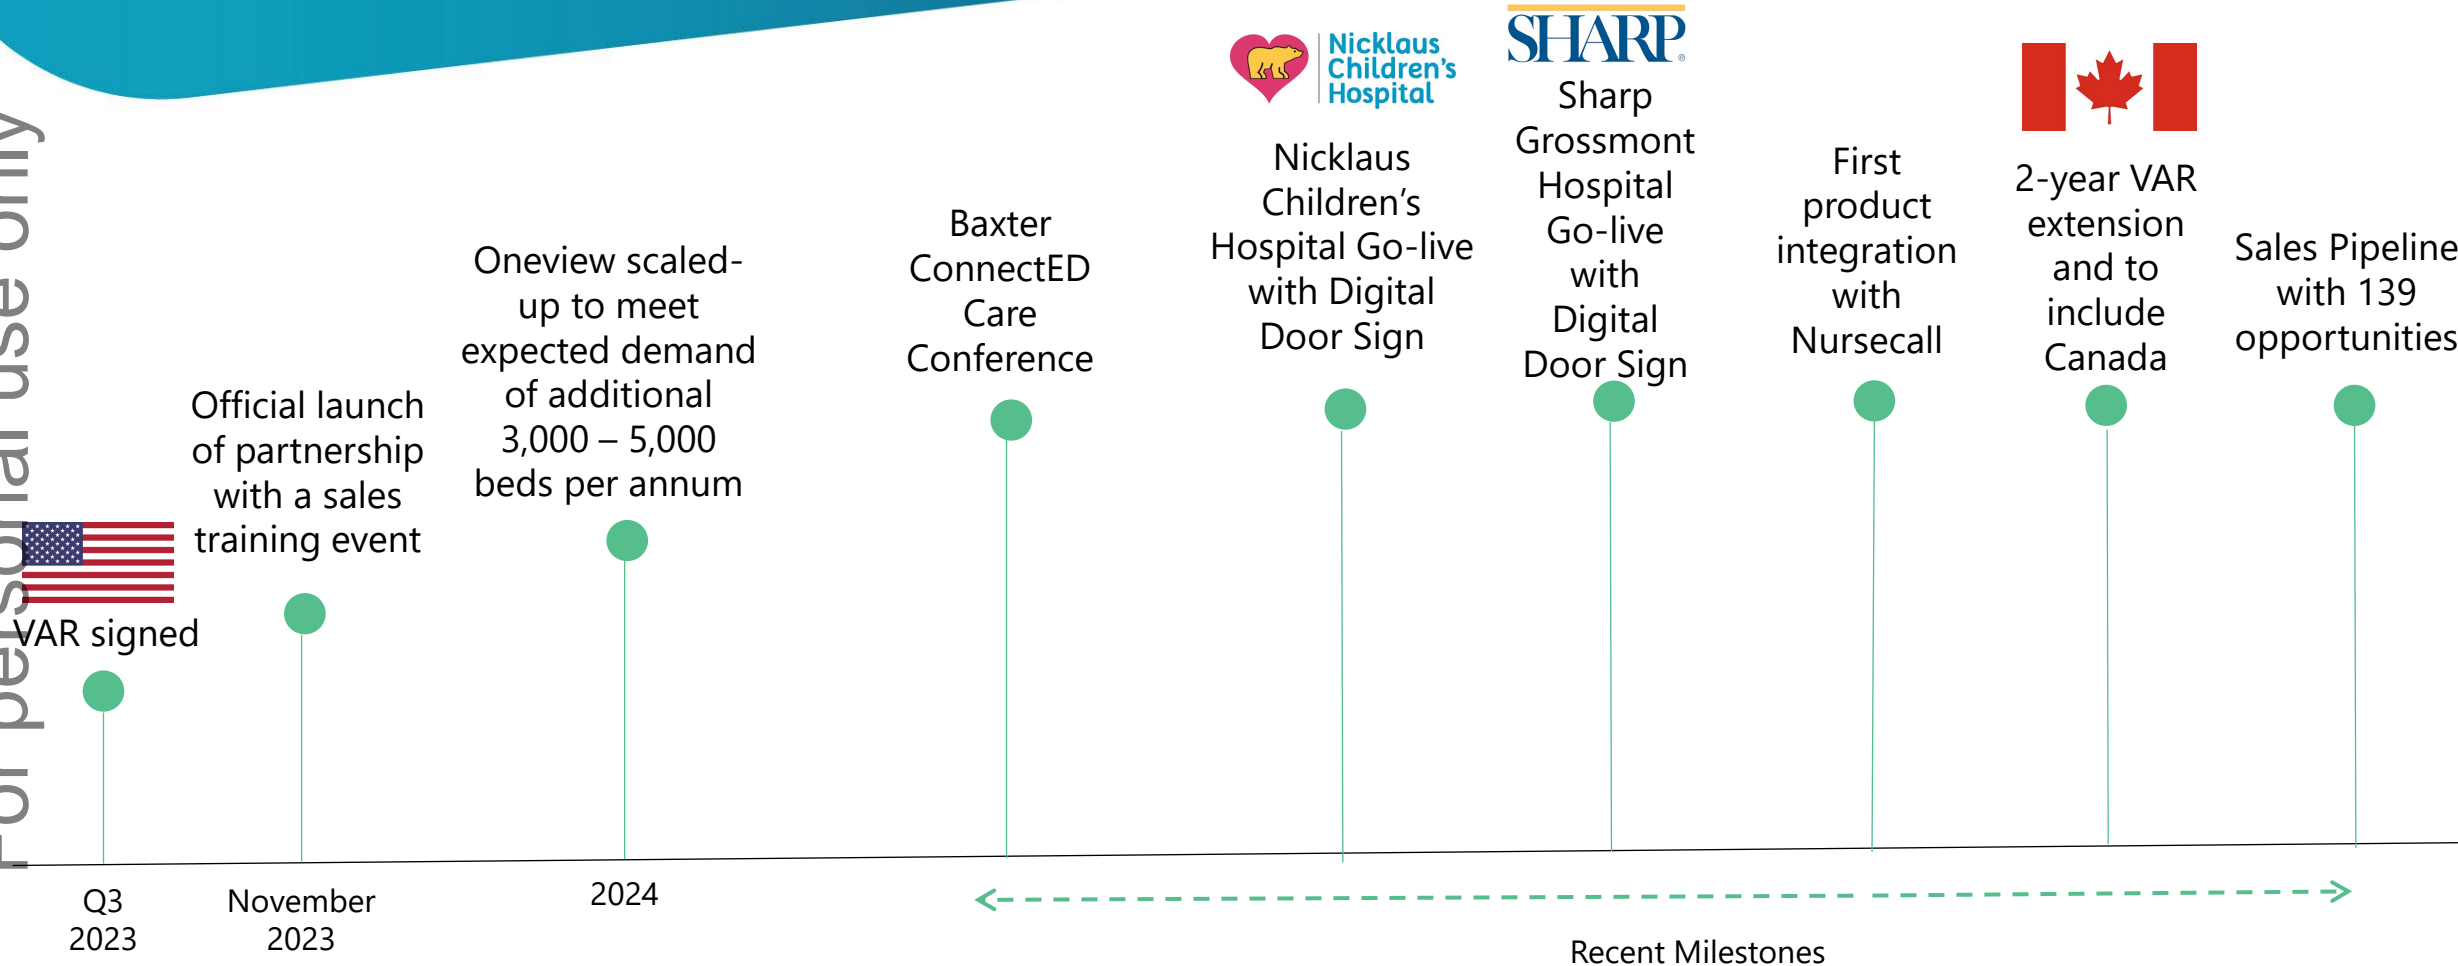 For personal use only
VAR signed
Official launch
of partnership
with a sales
training event
Oneview scaled-
up to meet
expected demand
of additional
3,000 – 5,000
beds per annum
Baxter
ConnectED
Care
Conference
Nicklaus
Children's
Hospital
Nicklaus
Children’s
Hospital Go-live
with Digital
Door Sign
SHARP®
Sharp
Grossmont
Hospital
Go-live
with
Digital
Door Sign
First
product
integration
with
Nursecall
2-year VAR
extension
and to
include
Canada
Sales Pipeline
with 139
opportunities
Q3
2023
November
2023
2024
Recent Milestones